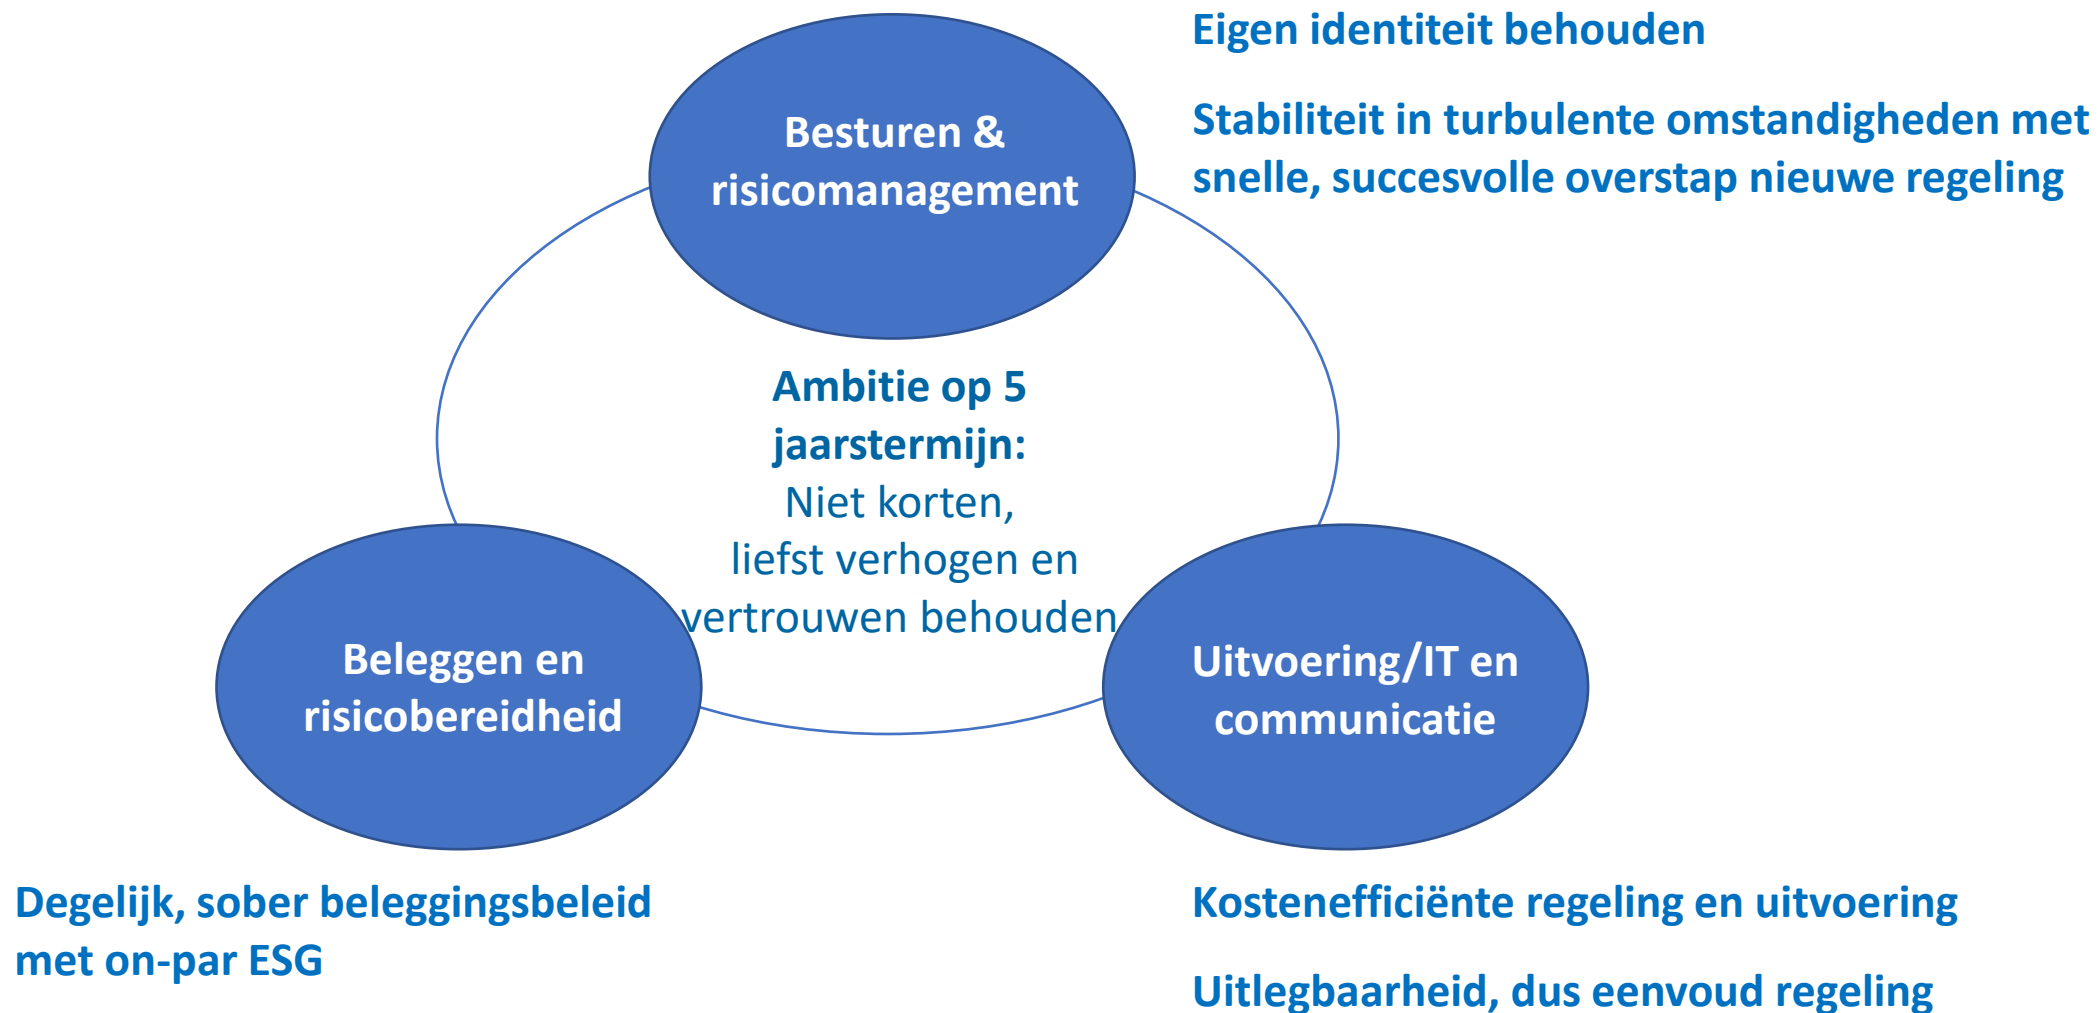 Eigen identiteit behouden
Stabiliteit in turbulente omstandigheden met
snelle, succesvolle overstap nieuwe regeling
Besturen &
risicomanagement
Ambitie op 5
jaarstermijn:
Niet korten,
liefst verhogen en
vertrouwen behouden
Beleggen en
risicobereidheid
Uitvoering/IT en
communicatie
Degelijk, sober beleggingsbeleid
met on-par ESG
Kostenefficiënte regeling en uitvoering
Uitlegbaarheid, dus eenvoud regeling